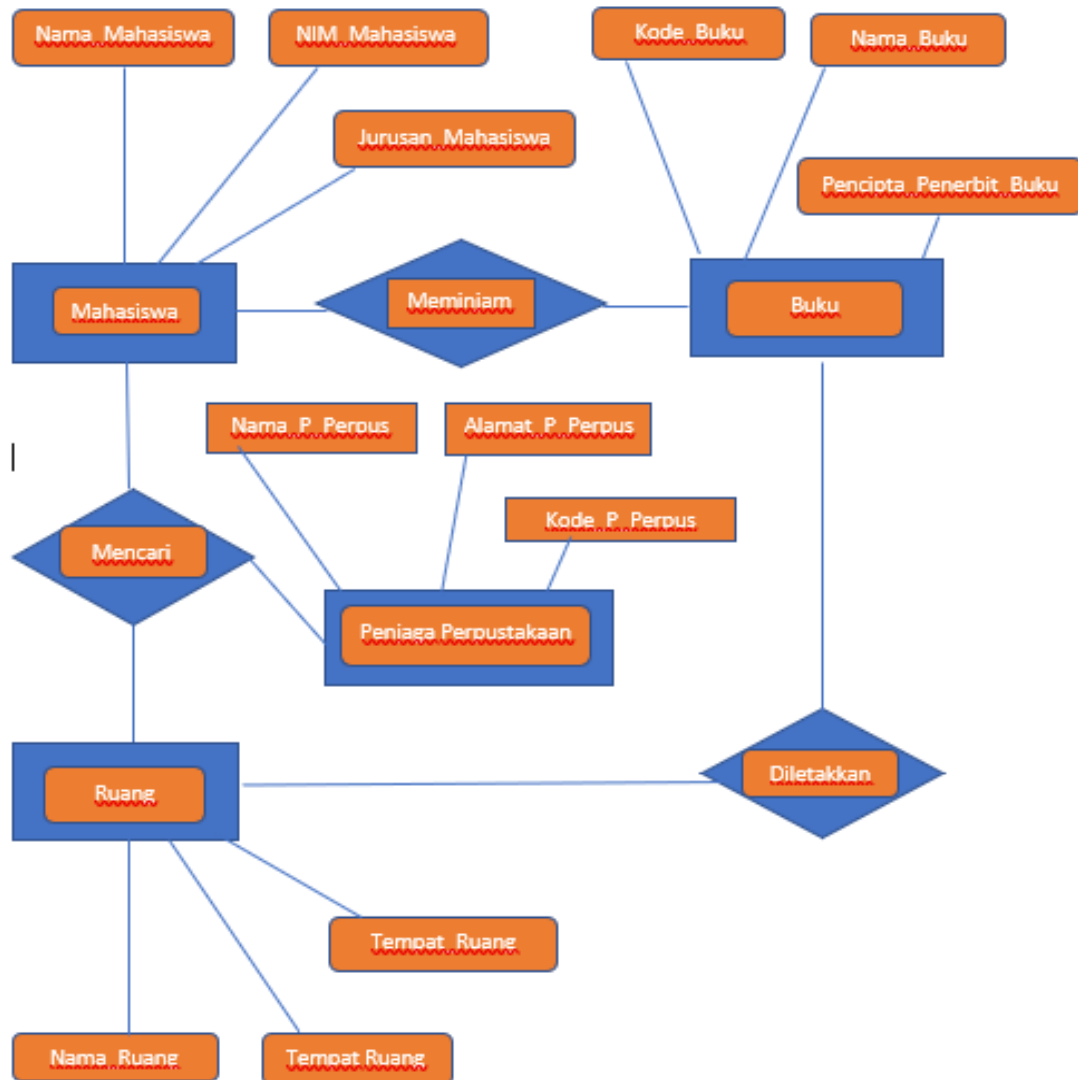 Nama_Mahasiswa
NIM_Mahasiswa
Kode_Buku
Nama_Buku
Jurusan_Mahasiswa
Pencipta_Penerbit_Buku
Mahasiswa
Meminjam
Buku
Nama_P_Perpus
Alamat_P_Perpus
Kode_P_Perpus
Mencari
Penjaga Perpustakaan
Ruang
Diletakkan
Tempat_Ruang
Nama_Ruang
Tempat Ruang